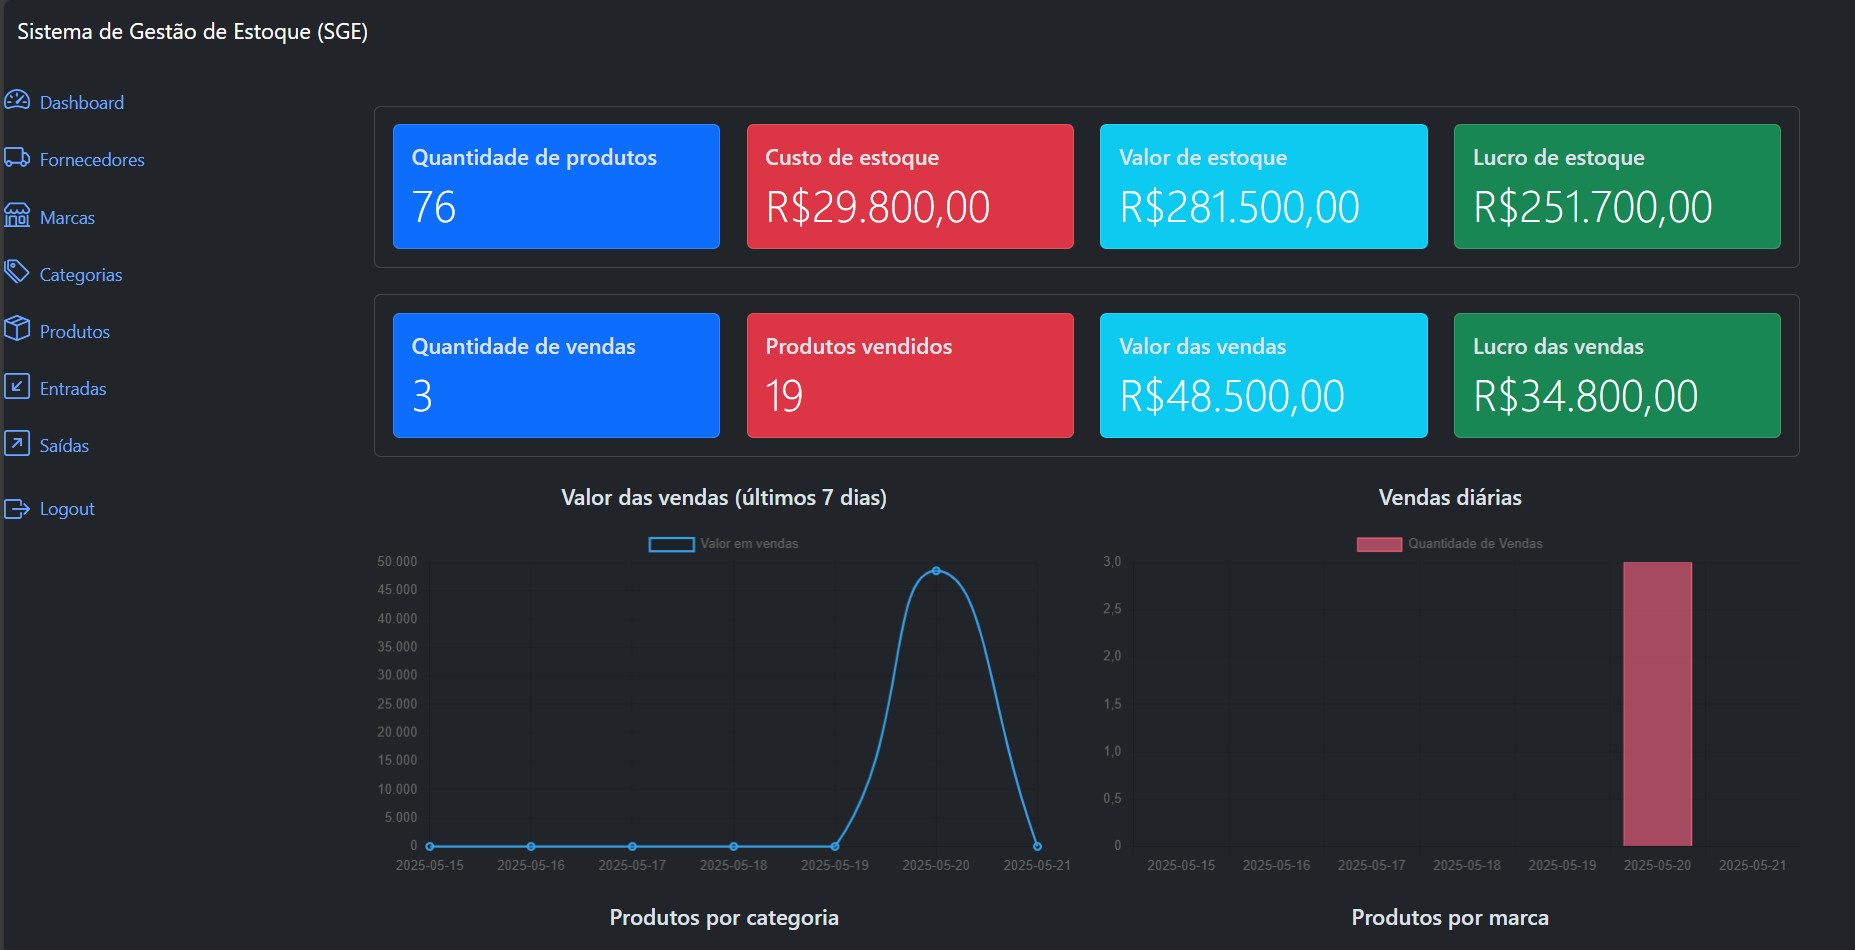 Sistema de Gestão de Estoque (SGE)
Dashboard
Fornecedores
Marcas
Categorias
Produtos
Entradas
Saídas
Logout
Quantidade de produtos
76
Custo de estoque
R$29.800,00
Valor de estoque
R$281.500,00
Lucro de estoque
R$251.700,00
Quantidade de vendas
3
Produtos vendidos
19
Valor das vendas
R$48.500,00
Lucro das vendas
R$34.800,00
Valor das vendas (últimos 7 dias)
Valor em vendas
50.000
45.000
40.000
35.000
30.000
25.000
20.000
15.000
10.000
5.000
0
2025-05-15 2025-05-16 2025-05-17 2025-05-18 2025-05-19 2025-05-20 2025-05-21
Vendas diárias
Quantidade de Vendas
3,0
2,5
2,0
1,5
1,0
0,5
0
2025-05-15 2025-05-16 2025-05-17 2025-05-18 2025-05-19 2025-05-20 2025-05-21
Produtos por categoria
Produtos por marca